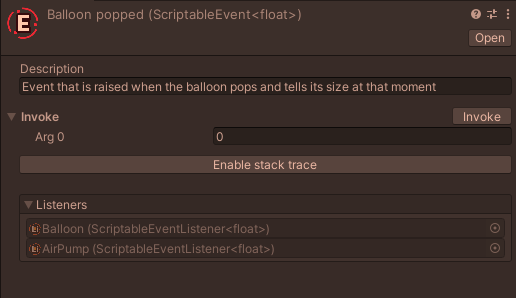 E
Balloon popped (ScriptableEvent<float>)
Open
Description
Event that is raised when the balloon pops and tells its size at that moment
Invoke
Invoke
Arg 0
0
Enable stack trace
Listeners
Balloon (ScriptableEventListener<float>)
AirPump (ScriptableEventListener<float>)